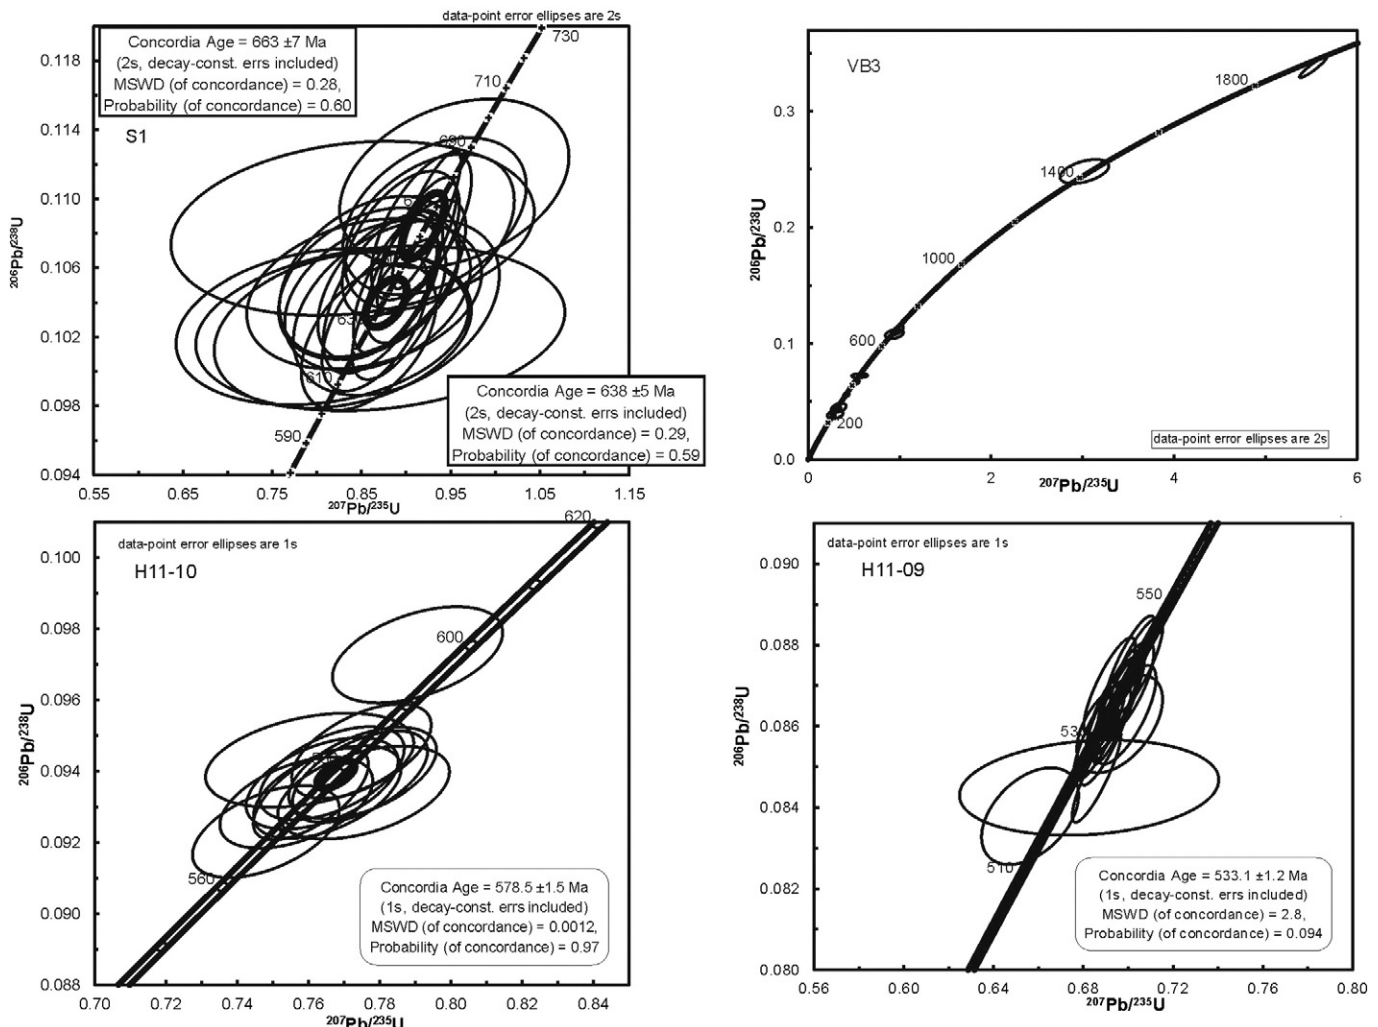 data-point error ellipses are 2s
Concordia Age = 663 ±7 Ma
(2s, decay-const. errs included)
MSWD (of concordance) = 0.28,
Probability (of concordance) = 0.60
S1
730
710
690
610
590
0.118
0.114
0.110
0.106
0.102
0.098
0.094
206Pb/238U
Concordia Age = 638 ±5 Ma
(2s, decay-const. errs included)
MSWD (of concordance) = 0.29,
Probability (of concordance) = 0.59
0.55 0.65 0.75 0.85 0.95 1.05 1.15
207Pb/235U
VB3
1800
1400
1000
600
200
0.3
0.2
0.1
0.0
206Pb/238U
data-point error ellipses are 2s
0 2 4 6
207Pb/235U
data-point error ellipses are 1s
H11-10
620
600
560
0.100
0.098
0.096
0.094
0.092
0.090
0.088
206Pb/238U
Concordia Age = 578.5 ±1.5 Ma
(1s, decay-const. errs included)
MSWD (of concordance) = 0.0012,
Probability (of concordance) = 0.97
0.70 0.72 0.74 0.76 0.78 0.80 0.82 0.84
207Pb/235U
data-point error ellipses are 1s
H11-09
550
510
0.090
0.088
0.086
0.084
0.082
0.080
206Pb/238U
Concordia Age = 533.1 ±1.2 Ma
(1s, decay-const. errs included)
MSWD (of concordance) = 2.8,
Probability (of concordance) = 0.094
0.56 0.60 0.64 0.68 0.72 0.76 0.80
207Pb/235U